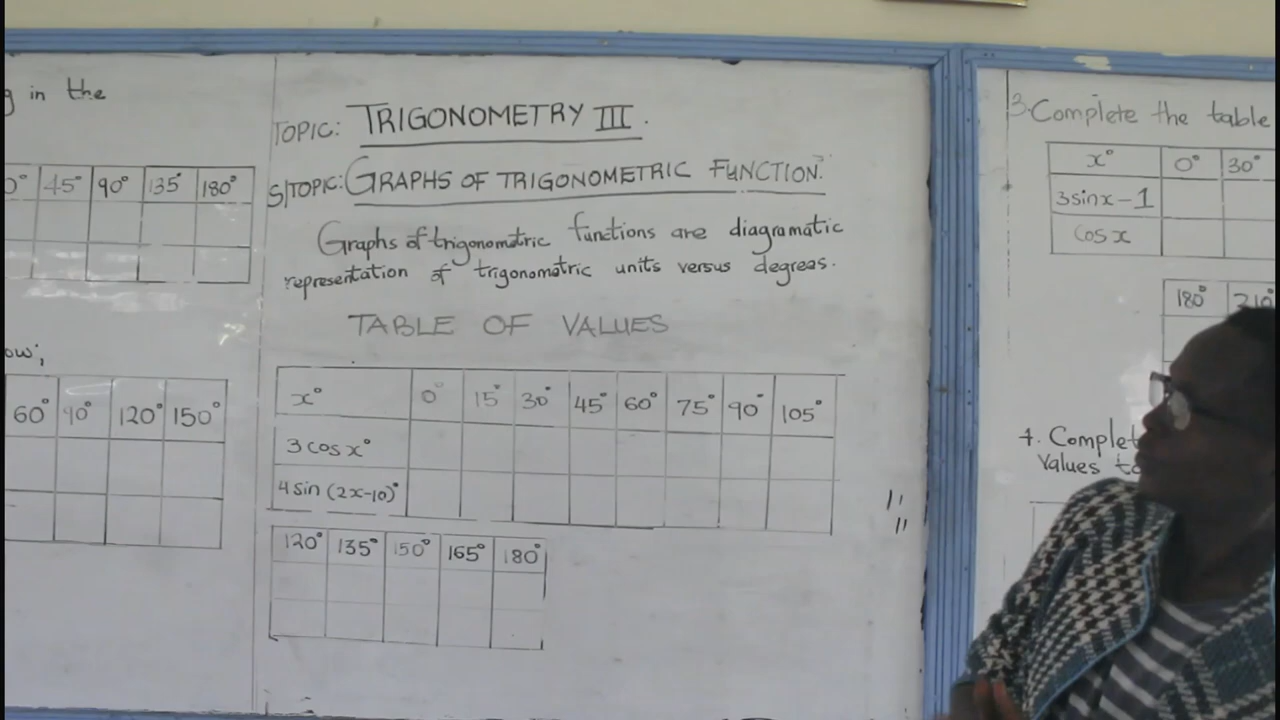 in the
45° 90° 135° 180°
ow;
60° 90° 120° 150°
TOPIC: TRIGONOMETRY III.
S/TOPIC: GRAPHS OF TRIGONOMETRIC FUNCTION.
Graphs of trigonometric functions are diagramatic
representation of trigonometric units versus degrees.
TABLE OF VALUES
x° 0° 15° 30° 45° 60° 75° 90° 105°
3 cos x°
4 sin (2x-10)°
120° 135° 150° 165° 180°
3. Complete the table
x° 0° 30°
3sinx-1
Cos x
180° 210°
4. Complet
Values to